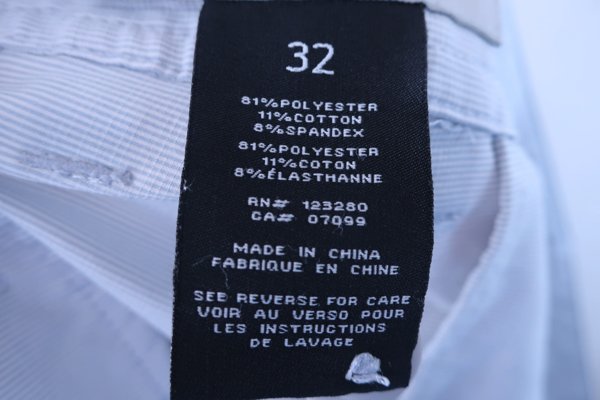 32
81%POLYESTER
11%COTTON
8%SPANDEX
81%POLYESTER
11%COTON
8%ÉLASTHANNE
RN# 123280
CA# 07099
MADE IN CHINA
FABRIQUE EN CHINE
SEE REVERSE FOR CARE
VOIR AU VERSO POUR
LES INSTRUCTIONS
DE LAVAGE